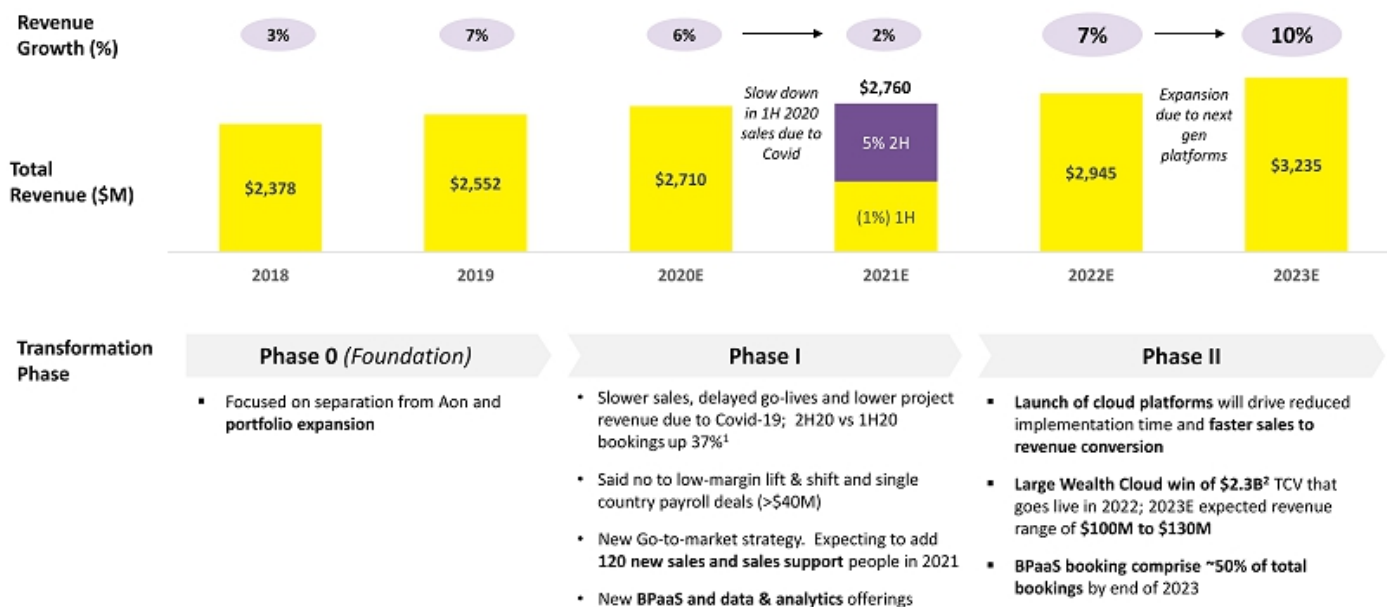 Revenue
Growth (%)
3%
7%
6%
2%
7%
10%
Total
Revenue ($M)
$2,378
$2,552
$2,710
Slow down
in 1H 2020
sales due to
Covid
$2,760
5% 2H
(1%) 1H
$2,945
Expansion
due to next
gen
platforms
$3,235
2018
2019
2020E
2021E
2022E
2023E
Transformation
Phase
Phase 0 (Foundation)
▪ Focused on separation from Aon and
portfolio expansion
Phase I
• Slower sales, delayed go-lives and lower project
revenue due to Covid-19; 2H20 vs 1H20
bookings up 37%¹
• Said no to low-margin lift & shift and single
country payroll deals (>$40M)
• New Go-to-market strategy. Expecting to add
120 new sales and sales support people in 2021
• New BPaaS and data & analytics offerings
Phase II
▪ Launch of cloud platforms will drive reduced
implementation time and faster sales to
revenue conversion
▪ Large Wealth Cloud win of $2.3B² TCV that
goes live in 2022; 2023E expected revenue
range of $100M to $130M
▪ BPaaS booking comprise ~50% of total
bookings by end of 2023